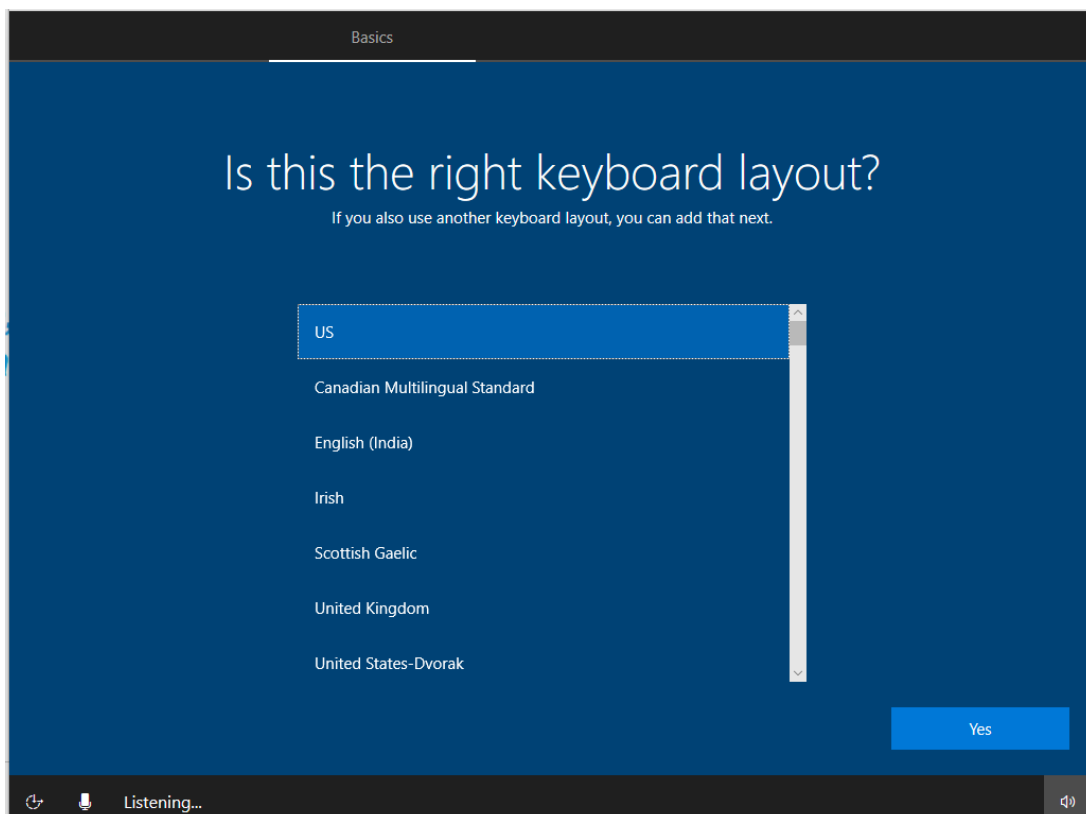 Basics
Is this the right keyboard layout?
If you also use another keyboard layout, you can add that next.
US
Canadian Multilingual Standard
English (India)
Irish
Scottish Gaelic
United Kingdom
United States-Dvorak
Yes
Listening...